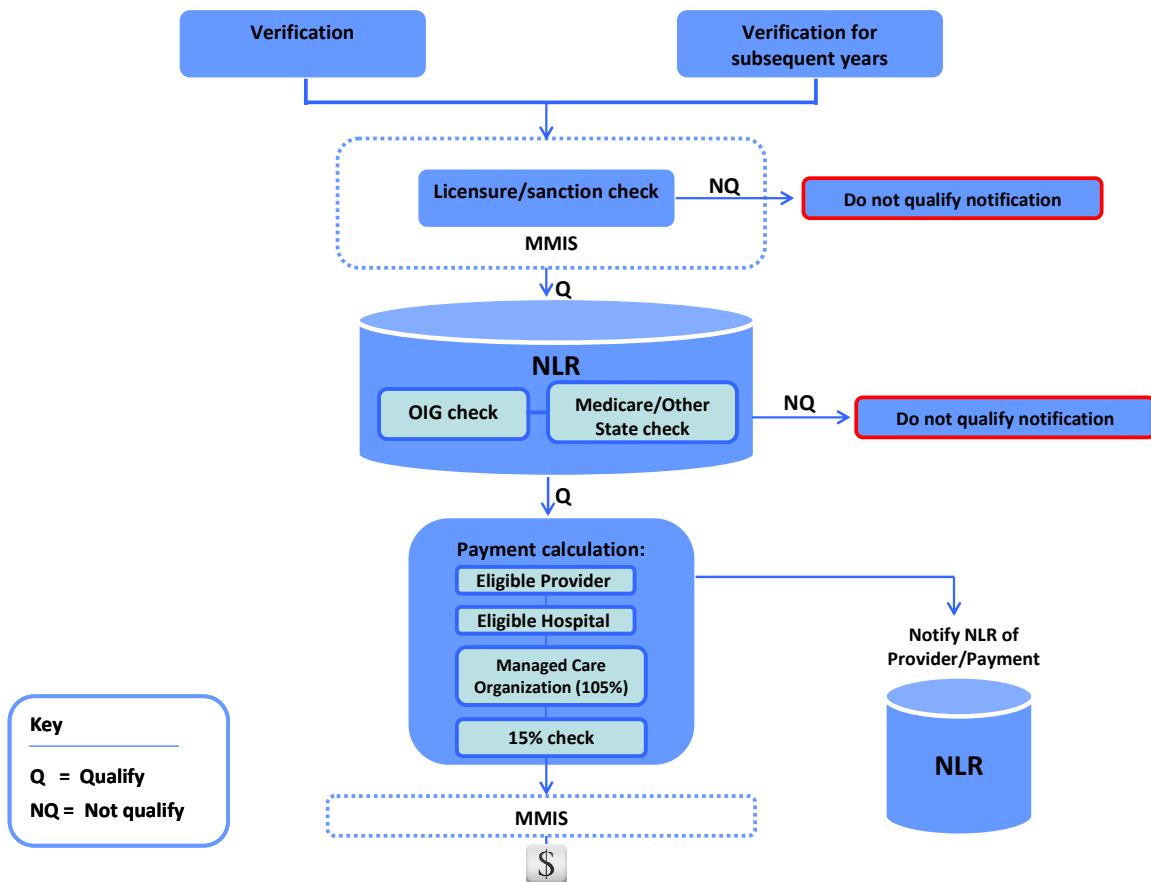 Verification
Verification for
subsequent years
Licensure/sanction check
NQ
Do not qualify notification
MMIS
Q
NLR
OIG check
Medicare/Other
State check
NQ
Do not qualify notification
Q
Payment calculation:
Eligible Provider
Eligible Hospital
Managed Care
Organization (105%)
15% check
Notify NLR of
Provider/Payment
NLR
Key
Q = Qualify
NQ = Not qualify
MMIS
$